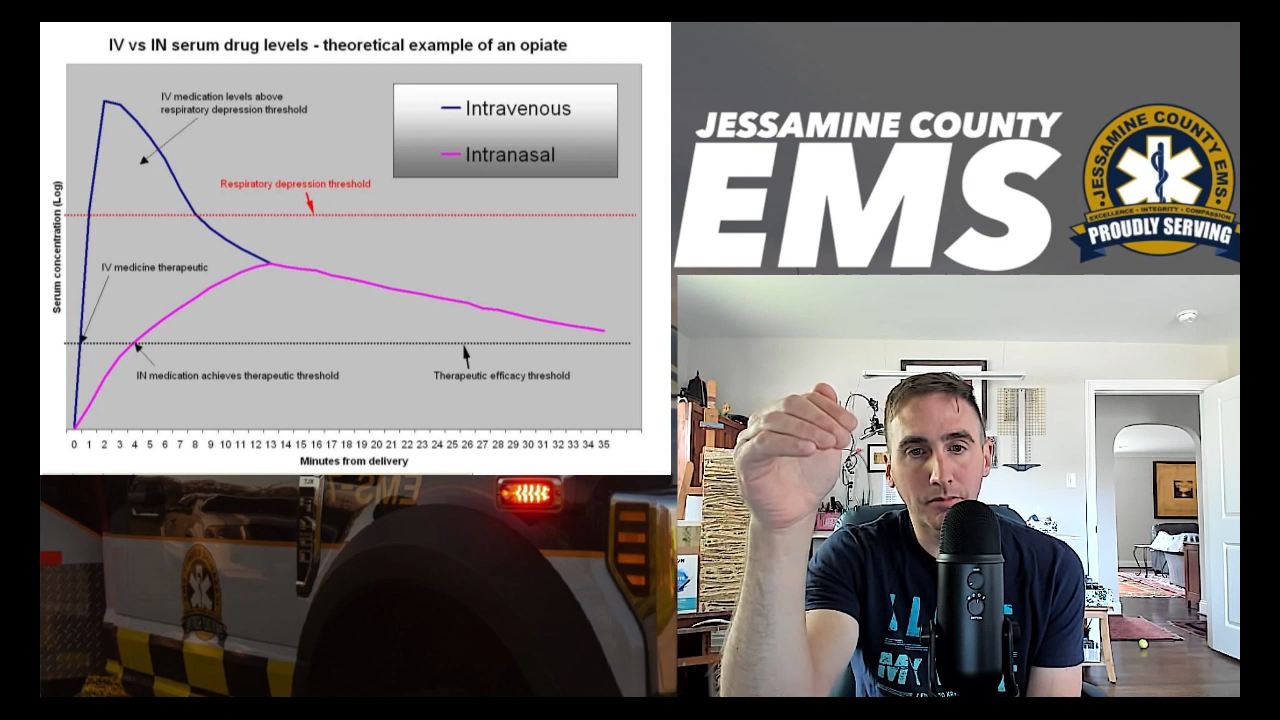 IV vs IN serum drug levels - theoretical example of an opiate
IV medication levels above
respiratory depression threshold
Intravenous
Intranasal
Respiratory depression threshold
IV medicine therapeutic
IN medication achieves therapeutic threshold
Therapeutic efficacy threshold
Serum concentration (Log)
0 1 2 3 4 5 6 7 8 9 10 11 12 13 14 15 16 17 18 19 20 21 22 23 24 25 26 27 28 29 30 31 32 33 34 35
Minutes from delivery
JESSAMINE COUNTY
EMS
JESSAMINE COUNTY EMS
EXCELLENCE • INTEGRITY • COMPASSION
PROUDLY SERVING
EMS